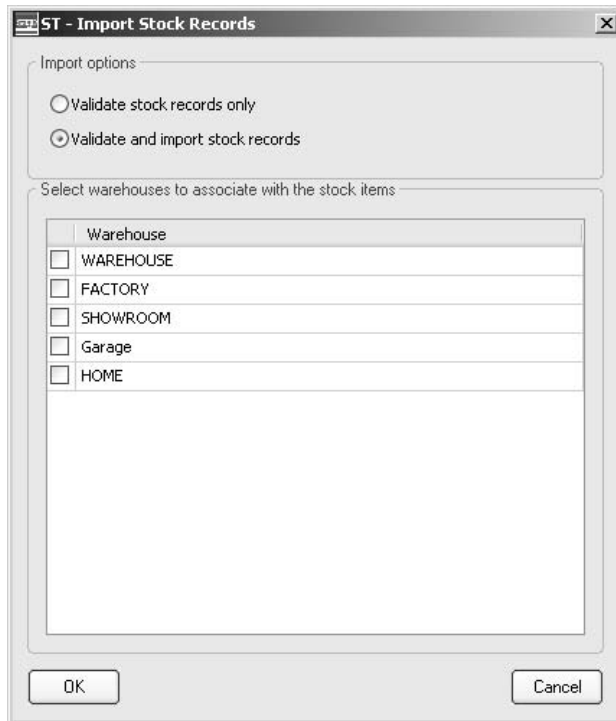 ST - Import Stock Records
Import options
Validate stock records only
Validate and import stock records
Select warehouses to associate with the stock items
Warehouse
WAREHOUSE
FACTORY
SHOWROOM
Garage
HOME
OK
Cancel